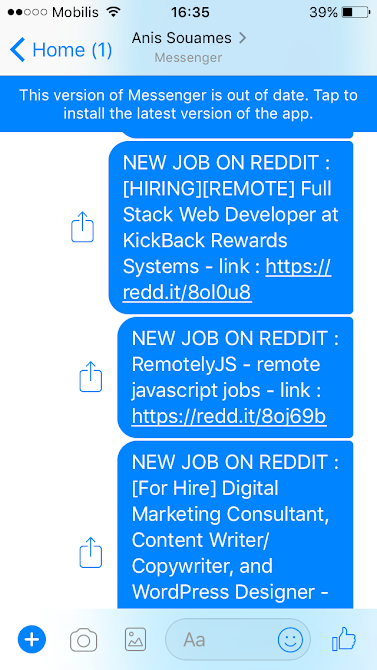 Mobilis 16:35 39%
Home (1) Anis Souames
Messenger
This version of Messenger is out of date. Tap to
install the latest version of the app.
NEW JOB ON REDDIT :
[HIRING][REMOTE] Full
Stack Web Developer at
KickBack Rewards
Systems - link : https://
redd.it/8ol0u8
NEW JOB ON REDDIT :
RemotelyJS - remote
javascript jobs - link :
https://redd.it/8oj69b
NEW JOB ON REDDIT :
[For Hire] Digital
Marketing Consultant,
Content Writer/
Copywriter, and
WordPress Designer -
Aa